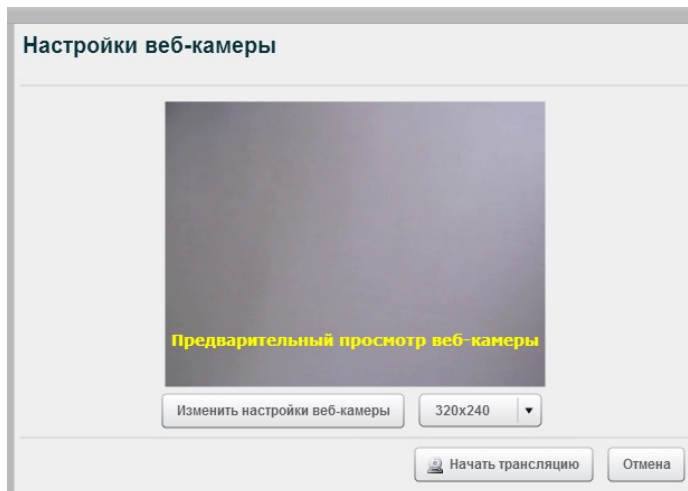 Настройки веб-камеры
Предварительный просмотр веб-камеры
Изменить настройки веб-камеры
320x240
Начать трансляцию
Отмена